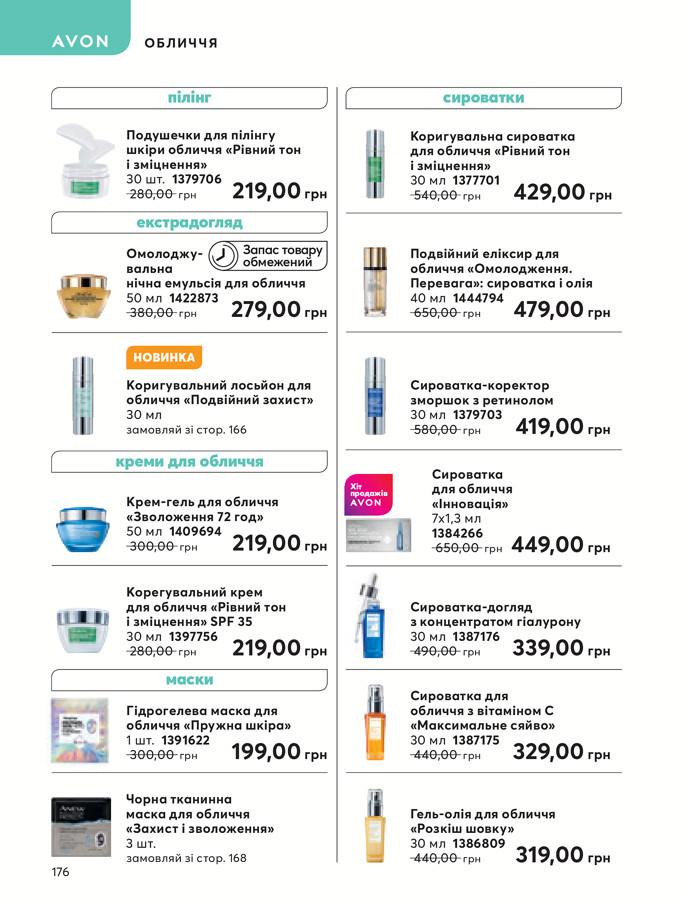 AVON
ОБЛИЧЧЯ
пілінг
Подушечки для пілінгу
шкіри обличчя «Рівний тон
і зміцнення»
30 шт. 1379706
280,00 грн 219,00 грн
екстрадогляд
Запас товару
обмежений
Омолоджу-
вальна
нічна емульсія для обличчя
50 мл 1422873
380,00 грн 279,00 грн
НОВИНКА
Коригувальний лосьйон для
обличчя «Подвійний захист»
30 мл
замовляй зі стор. 166
креми для обличчя
Крем-гель для обличчя
«Зволоження 72 год»
50 мл 1409694
300,00 грн 219,00 грн
Корегувальний крем
для обличчя «Рівний тон
і зміцнення» SPF 35
30 мл 1397756
280,00 грн 219,00 грн
маски
Гідрогелева маска для
обличчя «Пружна шкіра»
1 шт. 1391622
300,00 грн 199,00 грн
ANEW
Чорна тканинна
маска для обличчя
«Захист і зволоження»
3 шт.
замовляй зі стор. 168
176
сироватки
Коригувальна сироватка
для обличчя «Рівний тон
і зміцнення»
30 мл 1377701
540,00 грн 429,00 грн
Подвійний еліксир для
обличчя «Омолодження.
Перевага»: сироватка і олія
40 мл 1444794
650,00 грн 479,00 грн
Сироватка-коректор
зморшок з ретинолом
30 мл 1379703
580,00 грн 419,00 грн
Хіт
продажів
AVON
Сироватка
для обличчя
«Інновація»
7х1,3 мл
1384266
650,00 грн 449,00 грн
Сироватка-догляд
з концентратом гіалурону
30 мл 1387176
490,00 грн 339,00 грн
Сироватка для
обличчя з вітаміном С
«Максимальне сяйво»
30 мл 1387175
440,00 грн 329,00 грн
Гель-олія для обличчя
«Розкіш шовку»
30 мл 1386809
440,00 грн 319,00 грн